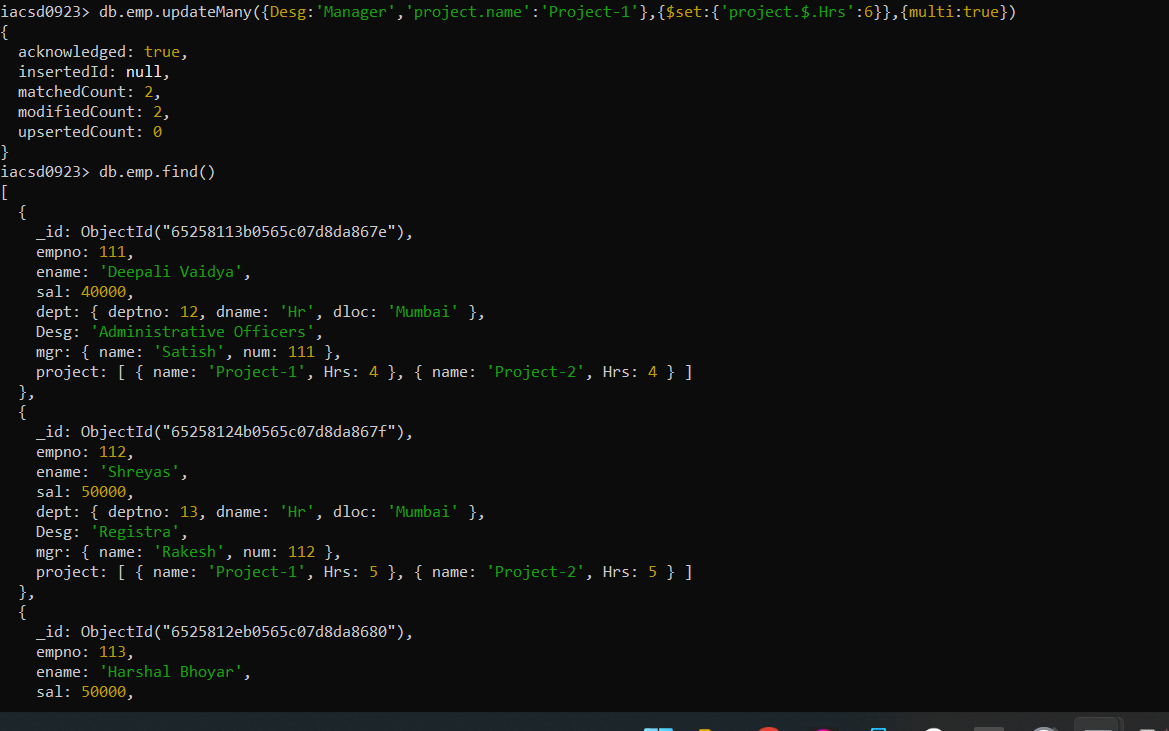 iacsd0923> db.emp.updateMany({Desg:'Manager','project.name':'Project-1'},{$set:{'project.$.Hrs':6}},{multi:true})
{
  acknowledged: true,
  insertedId: null,
  matchedCount: 2,
  modifiedCount: 2,
  upsertedCount: 0
}
iacsd0923> db.emp.find()
[
  {
    _id: ObjectId("65258113b0565c07d8da867e"),
    empno: 111,
    ename: 'Deepali Vaidya',
    sal: 40000,
    dept: { deptno: 12, dname: 'Hr', dloc: 'Mumbai' },
    Desg: 'Administrative Officers',
    mgr: { name: 'Satish', num: 111 },
    project: [ { name: 'Project-1', Hrs: 4 }, { name: 'Project-2', Hrs: 4 } ]
  },
  {
    _id: ObjectId("65258124b0565c07d8da867f"),
    empno: 112,
    ename: 'Shreyas',
    sal: 50000,
    dept: { deptno: 13, dname: 'Hr', dloc: 'Mumbai' },
    Desg: 'Registra',
    mgr: { name: 'Rakesh', num: 112 },
    project: [ { name: 'Project-1', Hrs: 5 }, { name: 'Project-2', Hrs: 5 } ]
  },
  {
    _id: ObjectId("6525812eb0565c07d8da8680"),
    empno: 113,
    ename: 'Harshal Bhoyar',
    sal: 50000,